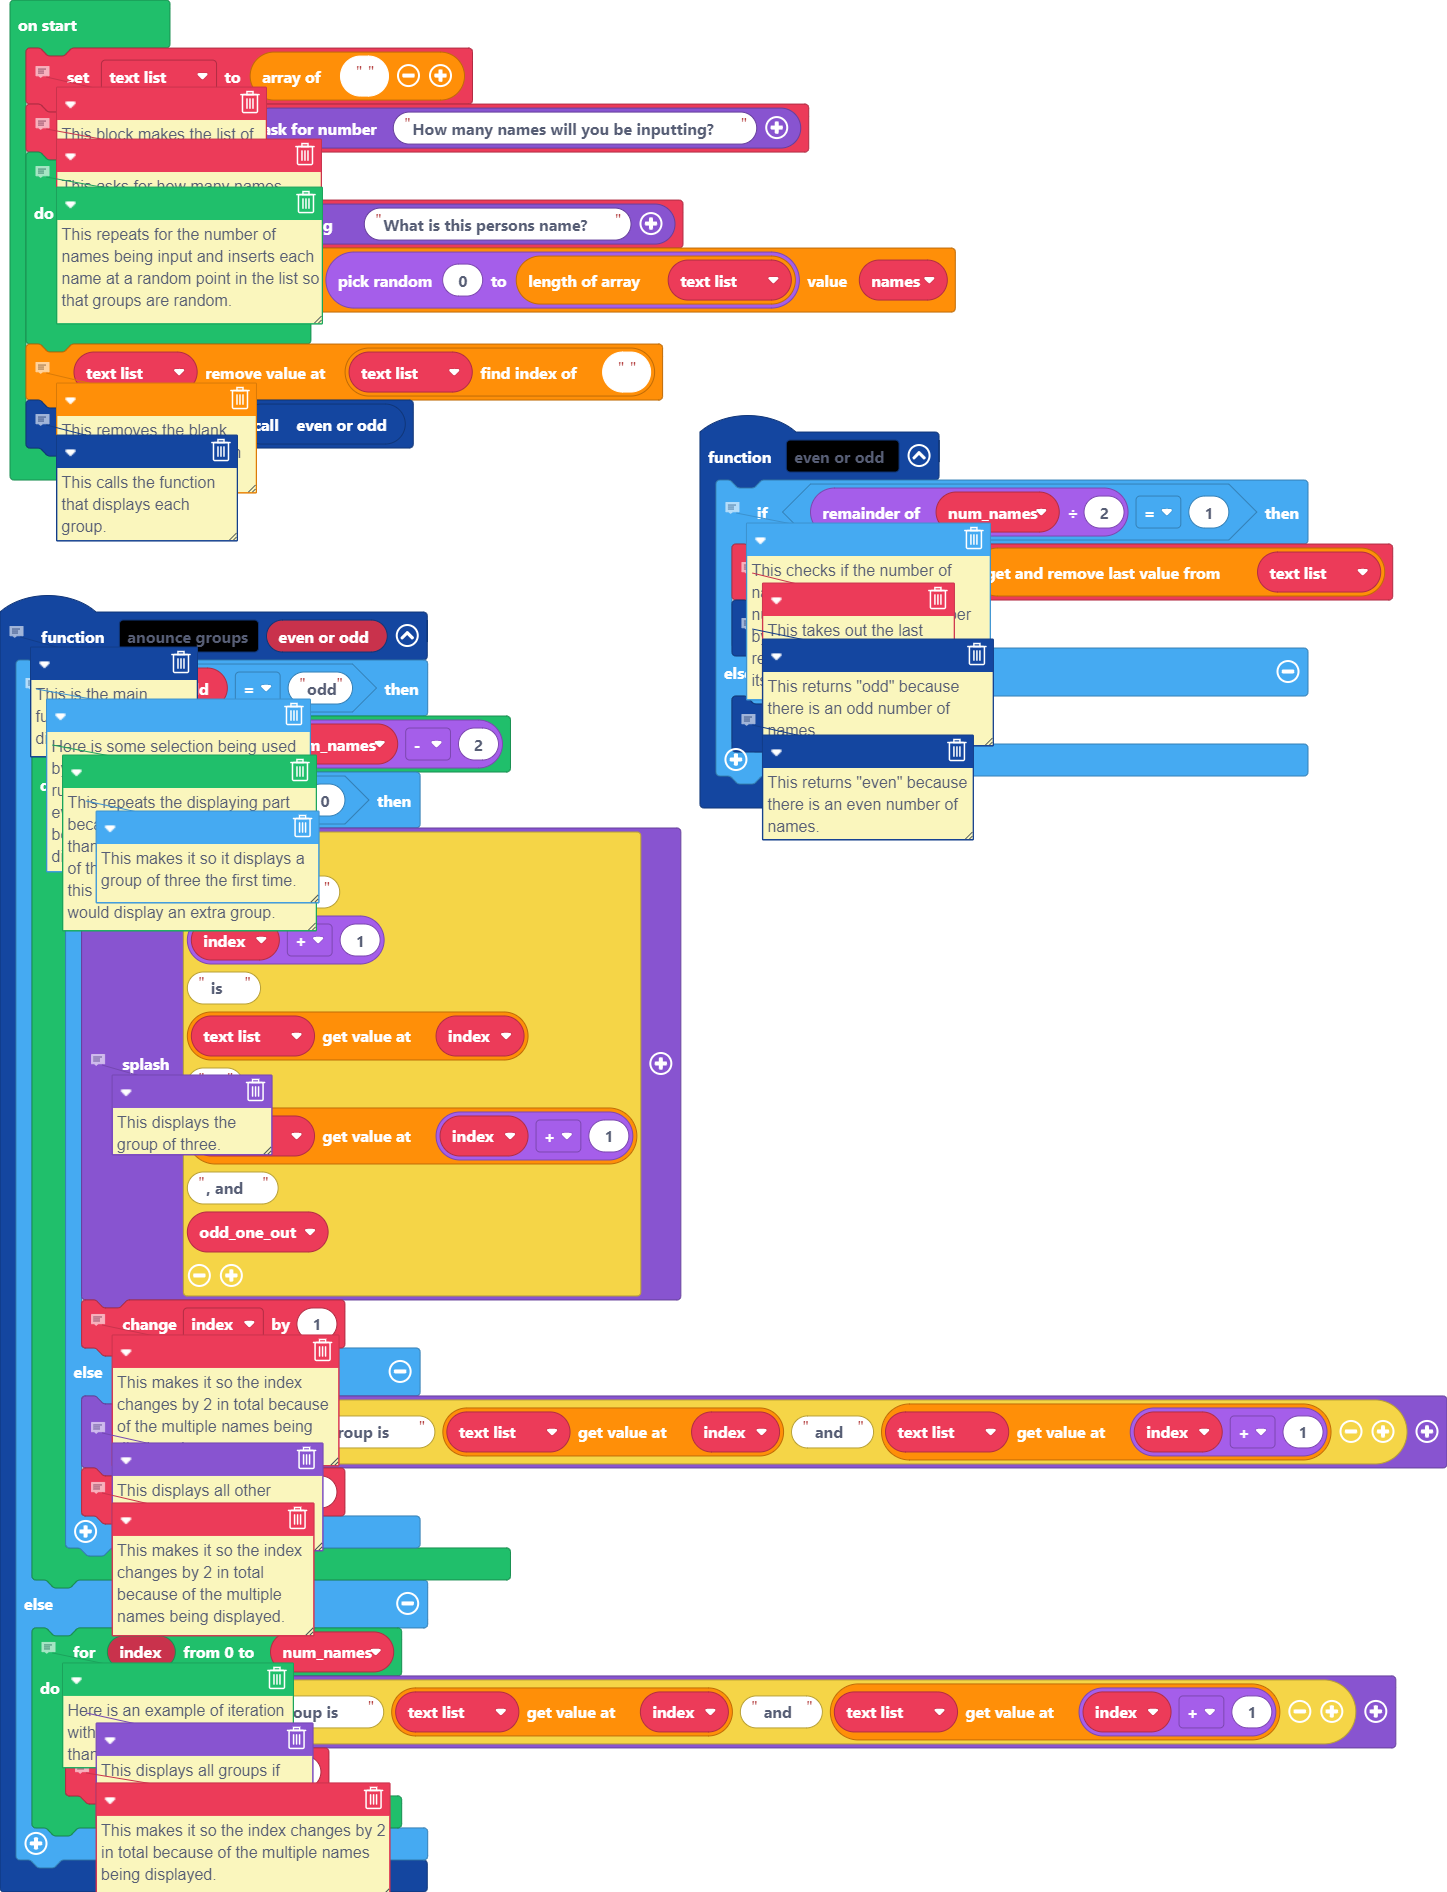 on start
set text list to array of " "
This block makes the list of
ask for number "How many names will you be inputting? "
This asks for how many names
do
"What is this persons name? "
This repeats for the number of
names being input and inserts each
name at a random point in the list so
that groups are random.
pick random 0 to length of array text list value names
text list remove value at text list find index of " "
This removes the blank
call even or odd
This calls the function
that displays each
group.
function even or odd
if remainder of num_names ÷ 2 = 1 then
This checks if the number of
get and remove last value from text list
This takes out the last
else
This returns "odd" because
there is an odd number of
names.
This returns "even" because
there is an even number of
names.
function anounce groups even or odd
This is the main
= "odd" then
Here is some selection being used
num_names - 2
This repeats the displaying part
0 then
This makes it so it displays a
group of three the first time.
of th
this
would display an extra group.
index + 1
" is "
text list get value at index
splash
This displays the
group of three.
get value at index + 1
", and "
odd_one_out
change index by 1
This makes it so the index
changes by 2 in total because
of the multiple names being
else
group is " text list get value at index " and " text list get value at index + 1
This displays all other
This makes it so the index
changes by 2 in total
because of the multiple
names being displayed.
else
for index from 0 to num_names
do
Here is an example of iteration
with
than
group is " text list get value at index " and " text list get value at index + 1
This displays all groups if
This makes it so the index changes by 2
in total because of the multiple names
being displayed.